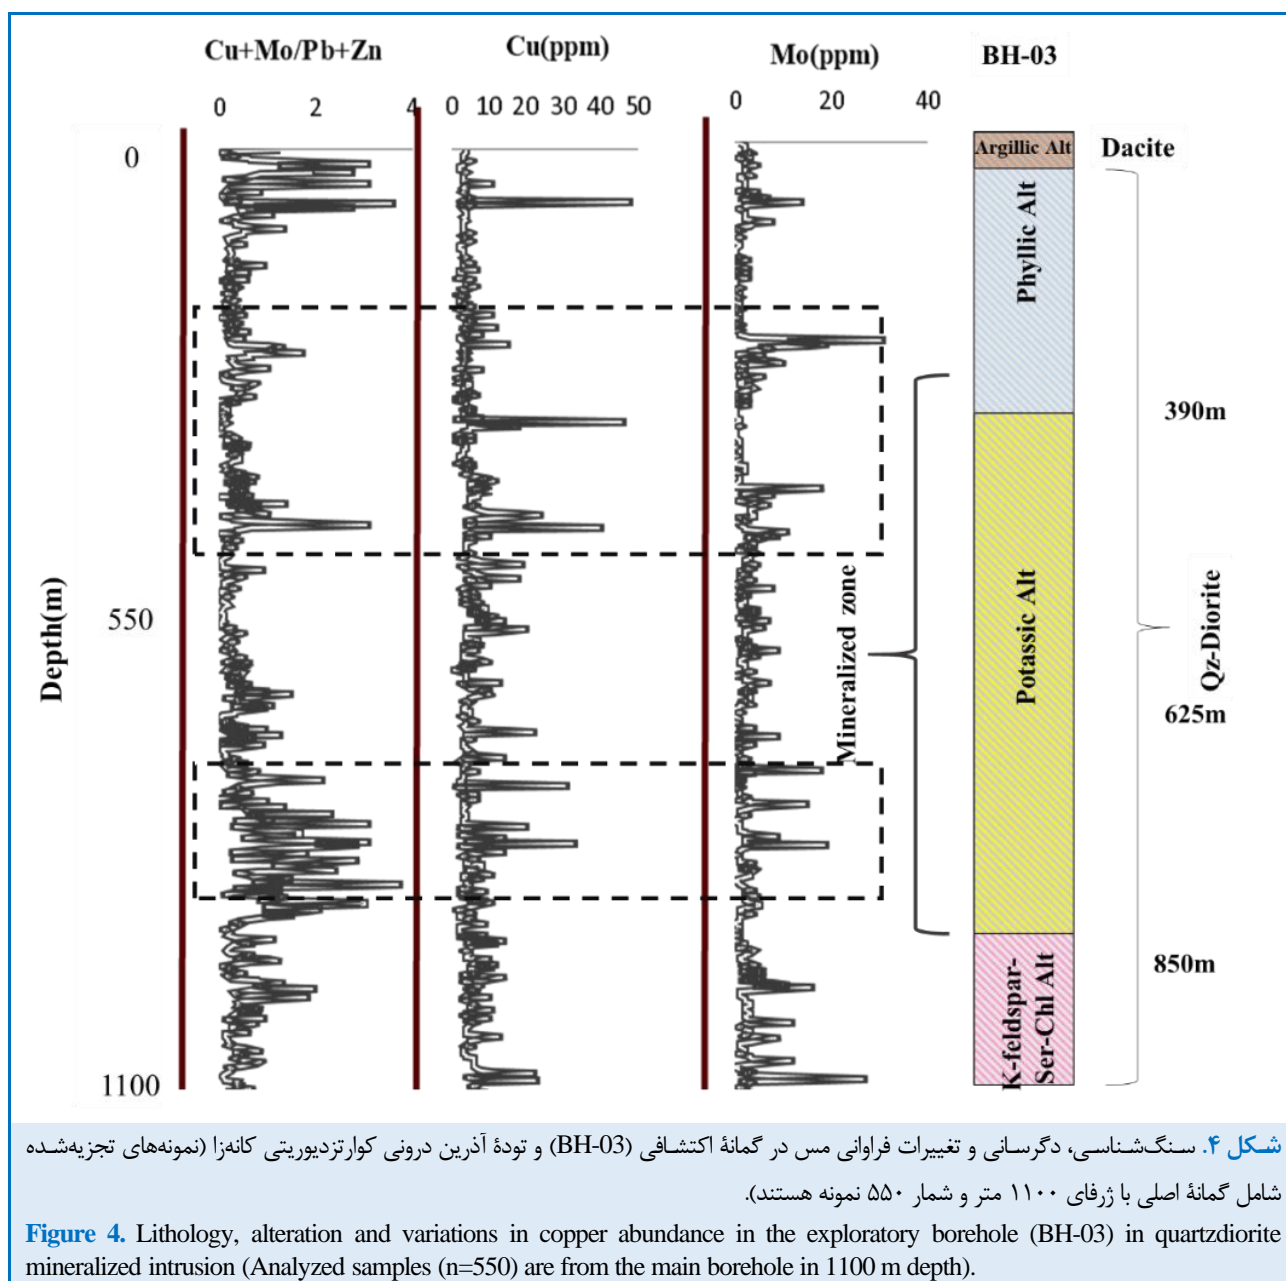 Cu+Mo/Pb+Zn
Cu(ppm)
Mo(ppm)
BH-03
0 2 4
0 10 20 30 40 50
0 20 40
Depth(m)
0
550
1100
Mineralized zone
Argillic Alt
Phyllic Alt
Potassic Alt
K-feldspar-
Ser-Chl Alt
Dacite
390m
Qz-Diorite
625m
850m
شکل ۴. سنگ‌شناسی، دگرسانی و تغییرات فراوانی مس در گمانهٔ اکتشافی (BH-03) و تودهٔ آذرین درونی کوارتزدیوریتی کانه‌زا (نمونه‌های تجزیه‌شده
شامل گمانهٔ اصلی با ژرفای ۱۱۰۰ متر و شمار ۵۵۰ نمونه هستند).
Figure 4. Lithology, alteration and variations in copper abundance in the exploratory borehole (BH-03) in quartzdiorite
mineralized intrusion (Analyzed samples (n=550) are from the main borehole in 1100 m depth).